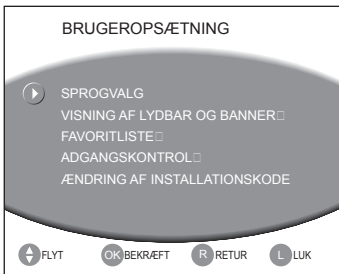 BRUGEROPSÆTNING
SPROGVALG
VISNING AF LYDBAR OG BANNER□
FAVORITLISTE□
ADGANGSKONTROL□
ÆNDRING AF INSTALLATIONSKODE
FLYT OK BEKRÆFT R RETUR L LUK